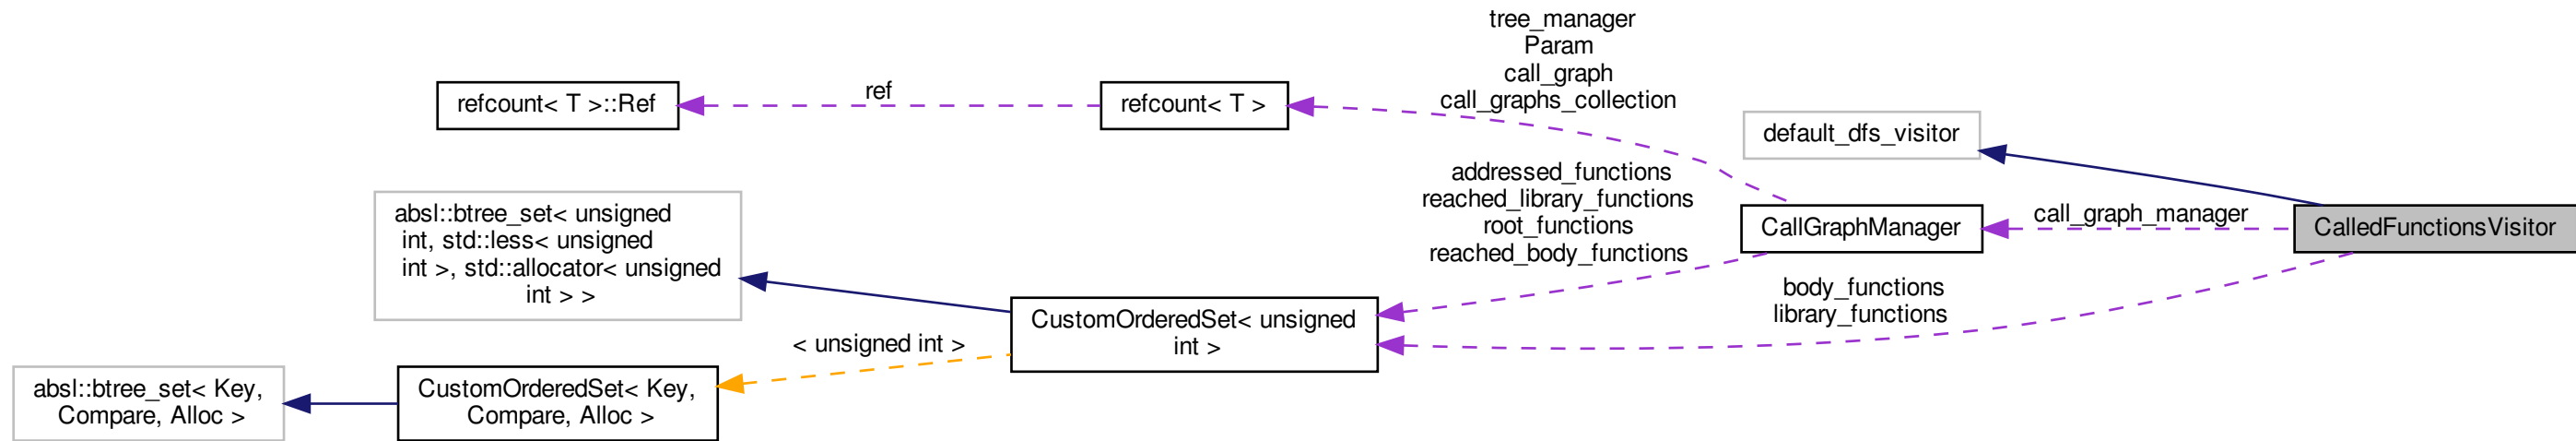 tree_manager
Param
call_graph
call_graphs_collection
refcount< T >::Ref
ref
refcount< T >
default_dfs_visitor
addressed_functions
reached_library_functions
root_functions
reached_body_functions
absl::btree_set< unsigned
int, std::less< unsigned
int >, std::allocator< unsigned
int > >
CallGraphManager
call_graph_manager
CalledFunctionsVisitor
body_functions
library_functions
CustomOrderedSet< unsigned
int >
< unsigned int >
absl::btree_set< Key,
Compare, Alloc >
CustomOrderedSet< Key,
Compare, Alloc >